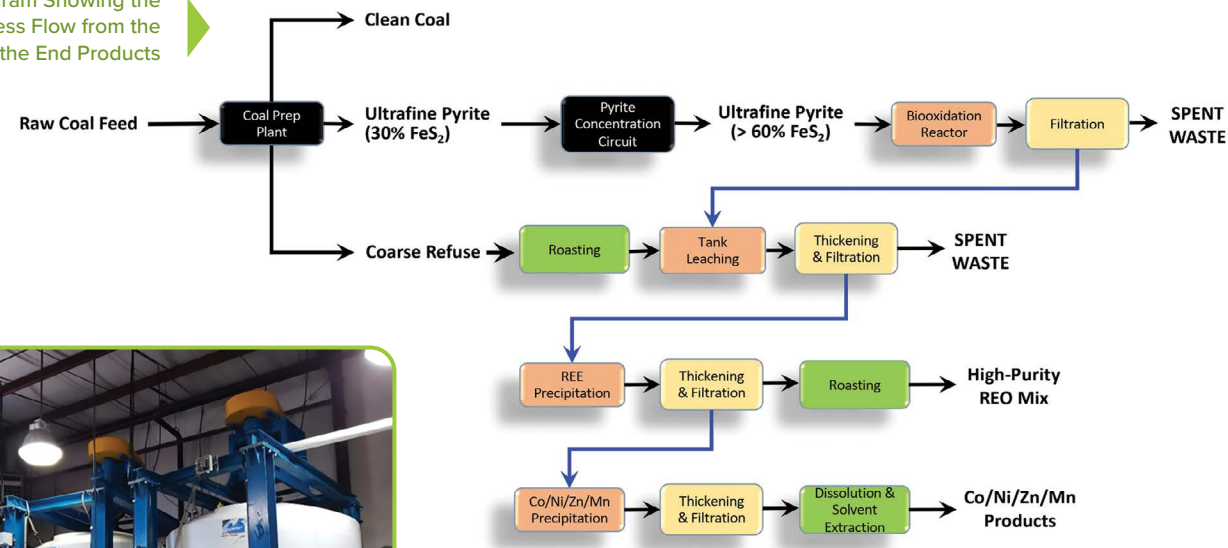 ram Showing the
ess Flow from the
the End Products
Clean Coal
Raw Coal Feed
Coal Prep
Plant
Ultrafine Pyrite
(30% FeS₂)
Pyrite
Concentration
Circuit
Ultrafine Pyrite
(> 60% FeS₂)
Biooxidation
Reactor
Filtration
SPENT
WASTE
Coarse Refuse
Roasting
Tank
Leaching
Thickening
& Filtration
SPENT
WASTE
REE
Precipitation
Thickening
& Filtration
Roasting
High-Purity
REO Mix
Co/Ni/Zn/Mn
Precipitation
Thickening
& Filtration
Dissolution &
Solvent
Extraction
Co/Ni/Zn/Mn
Products